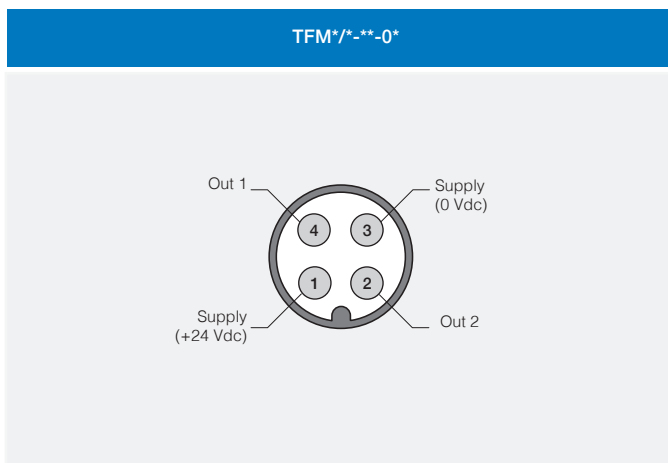 TFM*/*-**-0*
Out 1
Supply
(0 Vdc)
4
3
1
2
Supply
(+24 Vdc)
Out 2